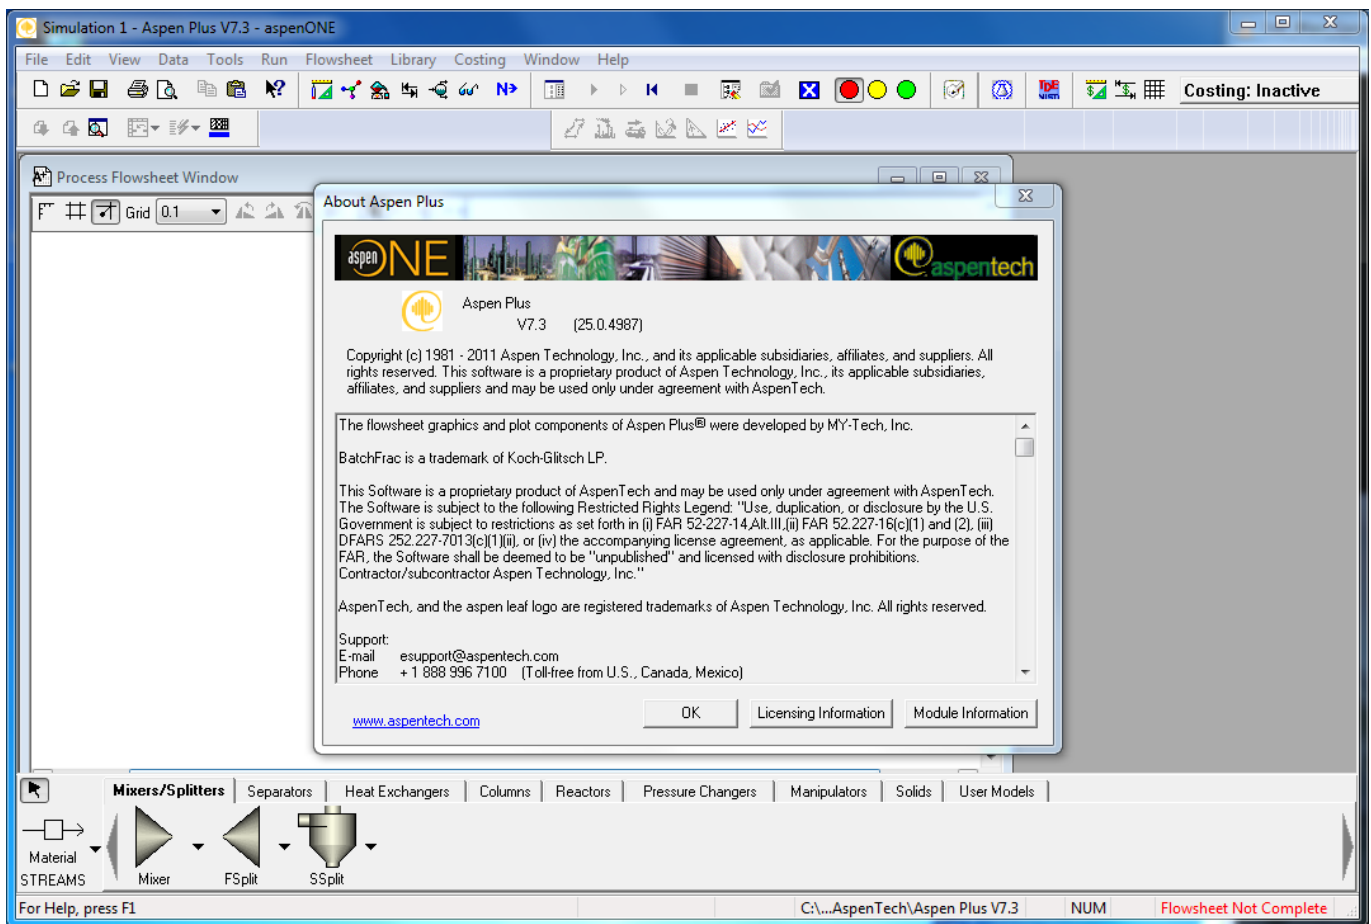 Simulation 1 - Aspen Plus V7.3 - aspenONE
File Edit View Data Tools Run Flowsheet Library Costing Window Help
N>
Costing: Inactive
Process Flowsheet Window
Grid 0.1
About Aspen Plus
aspen ONE
aspentech
Aspen Plus
V7.3 (25.0.4987)
Copyright (c) 1981 - 2011 Aspen Technology, Inc., and its applicable subsidiaries, affiliates, and suppliers. All
rights reserved. This software is a proprietary product of Aspen Technology, Inc., its applicable subsidiaries,
affiliates, and suppliers and may be used only under agreement with AspenTech.
The flowsheet graphics and plot components of Aspen Plus® were developed by MY-Tech, Inc.
BatchFrac is a trademark of Koch-Glitsch LP.
This Software is a proprietary product of AspenTech and may be used only under agreement with AspenTech.
The Software is subject to the following Restricted Rights Legend: "Use, duplication, or disclosure by the U.S.
Government is subject to restrictions as set forth in (i) FAR 52-227-14,Alt.III,(ii) FAR 52.227-16(c)(1) and (2), (iii)
DFARS 252.227-7013(c)(1)(ii), or (iv) the accompanying license agreement, as applicable. For the purpose of the
FAR, the Software shall be deemed to be "unpublished" and licensed with disclosure prohibitions.
Contractor/subcontractor Aspen Technology, Inc."
AspenTech, and the aspen leaf logo are registered trademarks of Aspen Technology, Inc. All rights reserved.
Support:
E-mail esupport@aspentech.com
Phone + 1 888 996 7100 (Toll-free from U.S., Canada, Mexico)
www.aspentech.com
OK
Licensing Information
Module Information
Mixers/Splitters Separators Heat Exchangers Columns Reactors Pressure Changers Manipulators Solids User Models
Material
STREAMS Mixer FSplit SSplit
For Help, press F1
C:\...AspenTech\Aspen Plus V7.3 NUM Flowsheet Not Complete